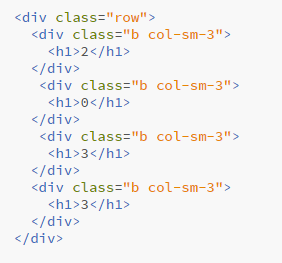 <div class="row">
  <div class="b col-sm-3">
    <h1>2</h1>
  </div>
   <div class="b col-sm-3">
    <h1>0</h1>
  </div>
   <div class="b col-sm-3">
    <h1>3</h1>
  </div>
  <div class="b col-sm-3">
    <h1>3</h1>
  </div>
</div>